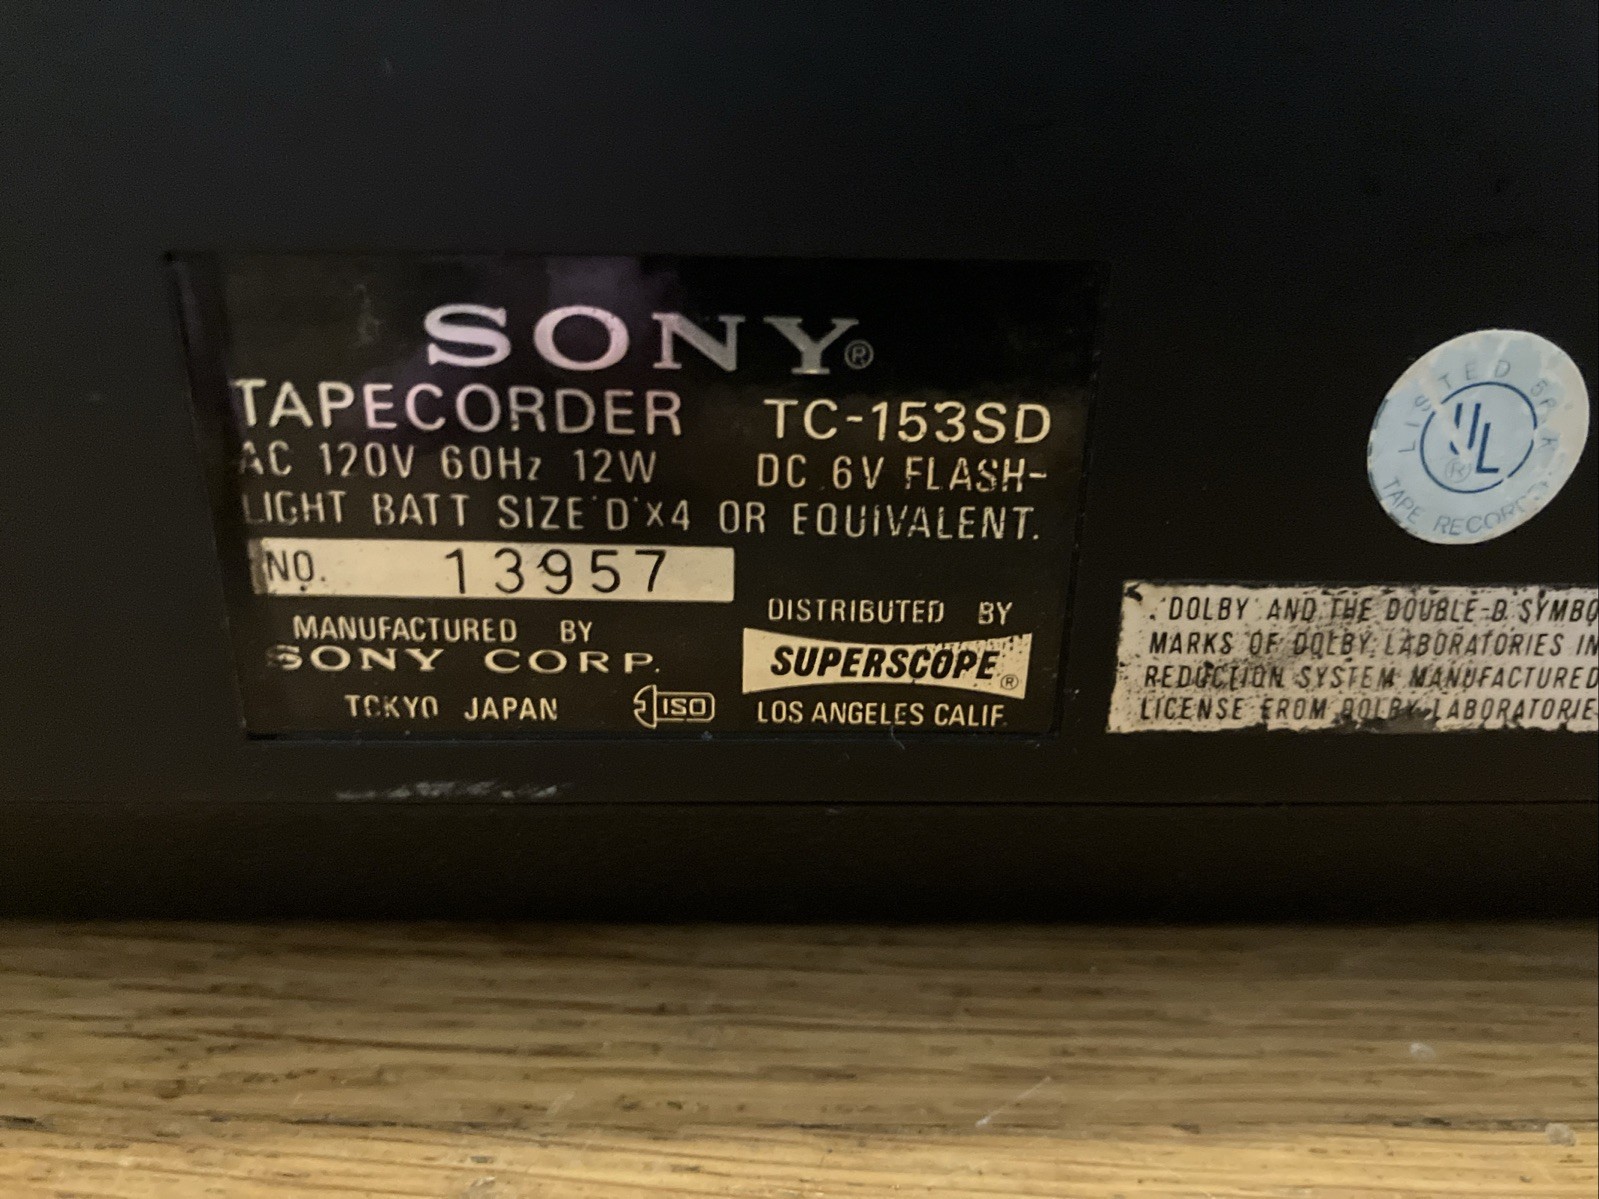 SONY®
TAPECORDER TC-153SD
AC 120V 60Hz 12W DC 6V FLASH-
LIGHT BATT SIZE'D'X4 OR EQUIVALENT.
NO. 13957
MANUFACTURED BY
SONY CORP.
TOKYO JAPAN
ISO
DISTRIBUTED BY
SUPERSCOPE®
LOS ANGELES CALIF.
LISTED
UL®
TAPE RECOR
'DOLBY' AND THE DOUBLE-D SYMBO
MARKS OF DOLBY LABORATORIES IN
REDUCTION SYSTEM MANUFACTURED
LICENSE FROM DOLBY LABORATORIE